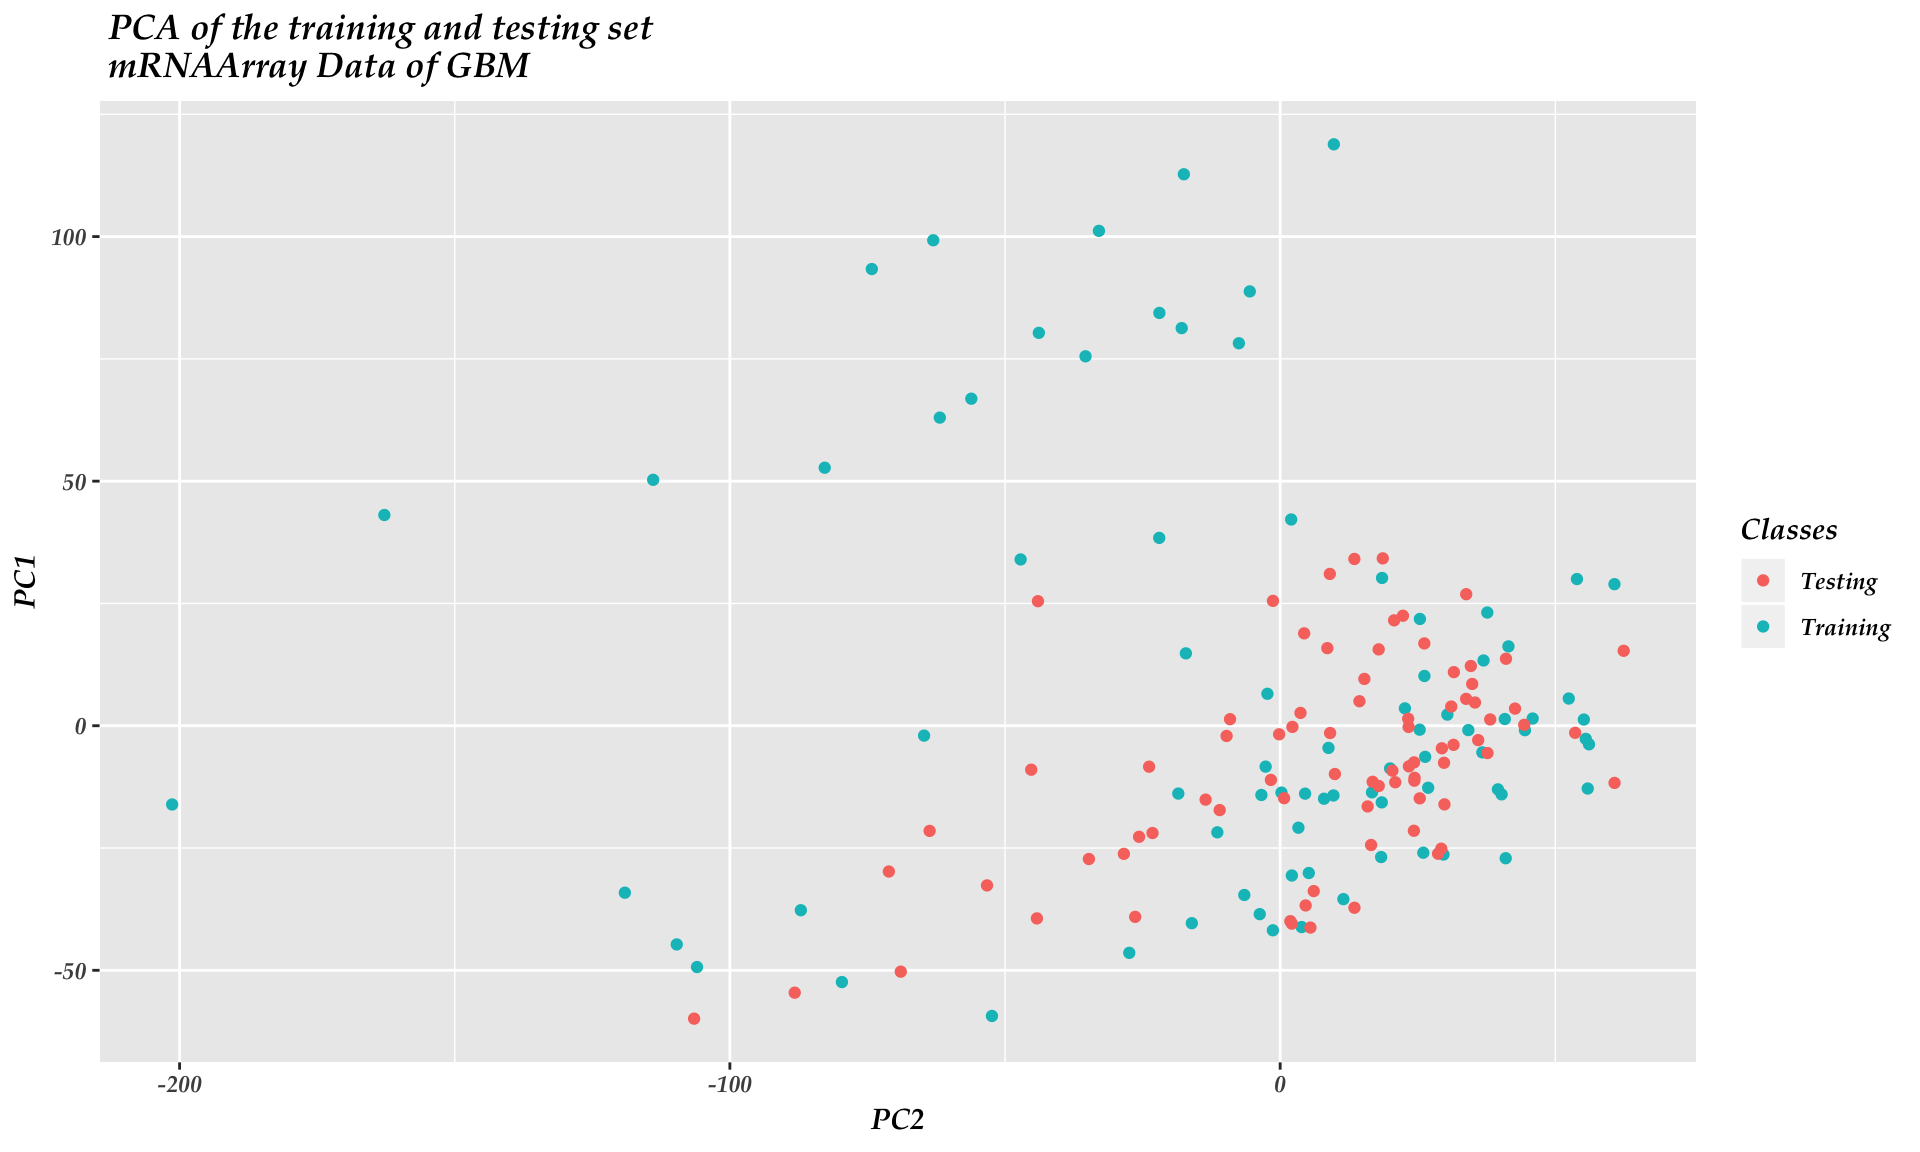 PCA of the training and testing set
mRNAArray Data of GBM
100
50
0
-50
PC1
-200
-100
0
PC2
Classes
Testing
Training